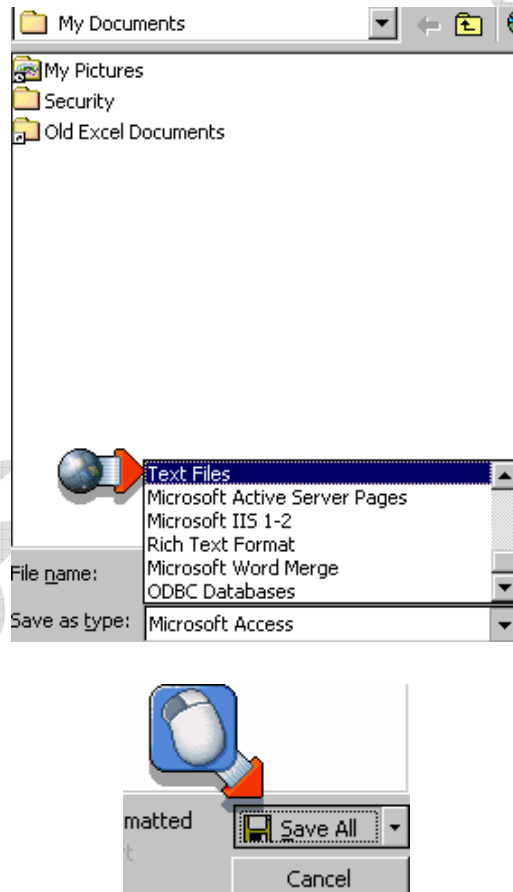 My Documents
My Pictures
Security
Old Excel Documents
Text Files
Microsoft Active Server Pages
Microsoft IIS 1-2
Rich Text Format
Microsoft Word Merge
ODBC Databases
File name:
Save as type: Microsoft Access
matted
Save All
Cancel